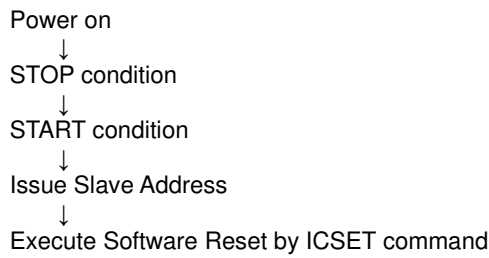 Power on
↓
STOP condition
↓
START condition
↓
Issue Slave Address
↓
Execute Software Reset by ICSET command